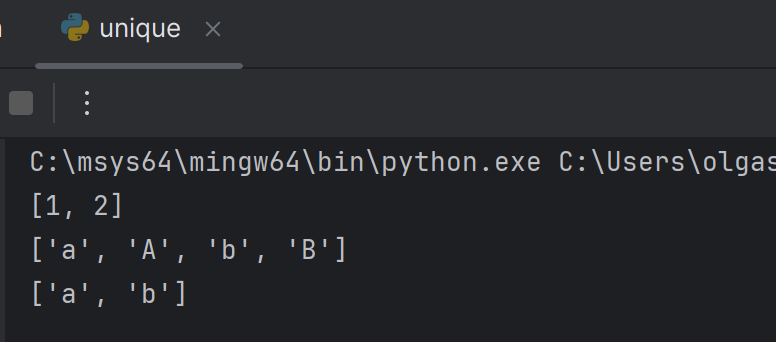 unique
C:\msys64\mingw64\bin\python.exe C:\Users\olgas
[1, 2]
['a', 'A', 'b', 'B']
['a', 'b']